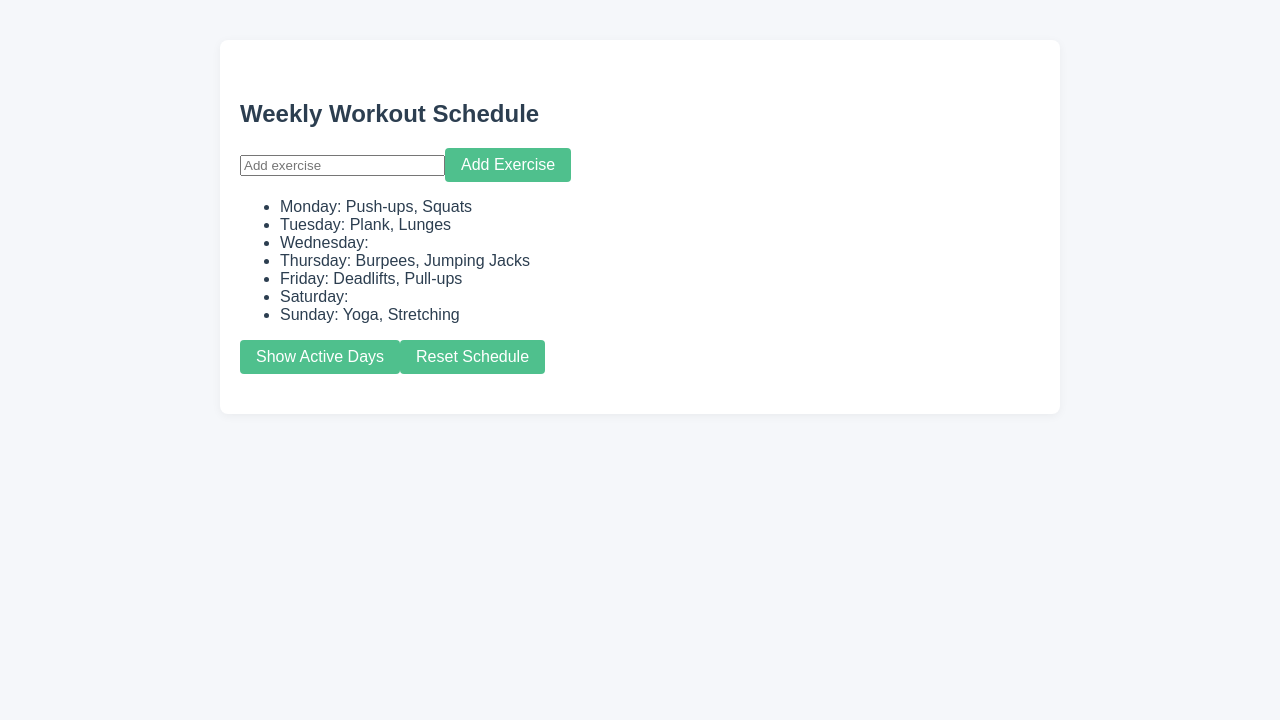 Weekly Workout Schedule
Add exercise Add Exercise
Monday: Push-ups, Squats
Tuesday: Plank, Lunges
Wednesday:
Thursday: Burpees, Jumping Jacks
Friday: Deadlifts, Pull-ups
Saturday:
Sunday: Yoga, Stretching
Show Active Days Reset Schedule